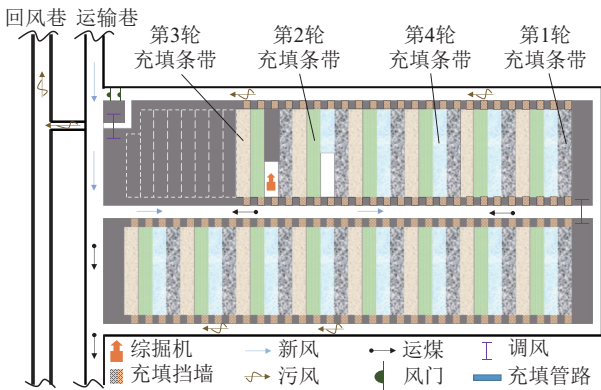 回风巷 运输巷
第3轮 第2轮 第4轮 第1轮
充填条带 充填条带 充填条带 充填条带
综掘机 新风 运煤 调风
充填挡墙 污风 风门 充填管路